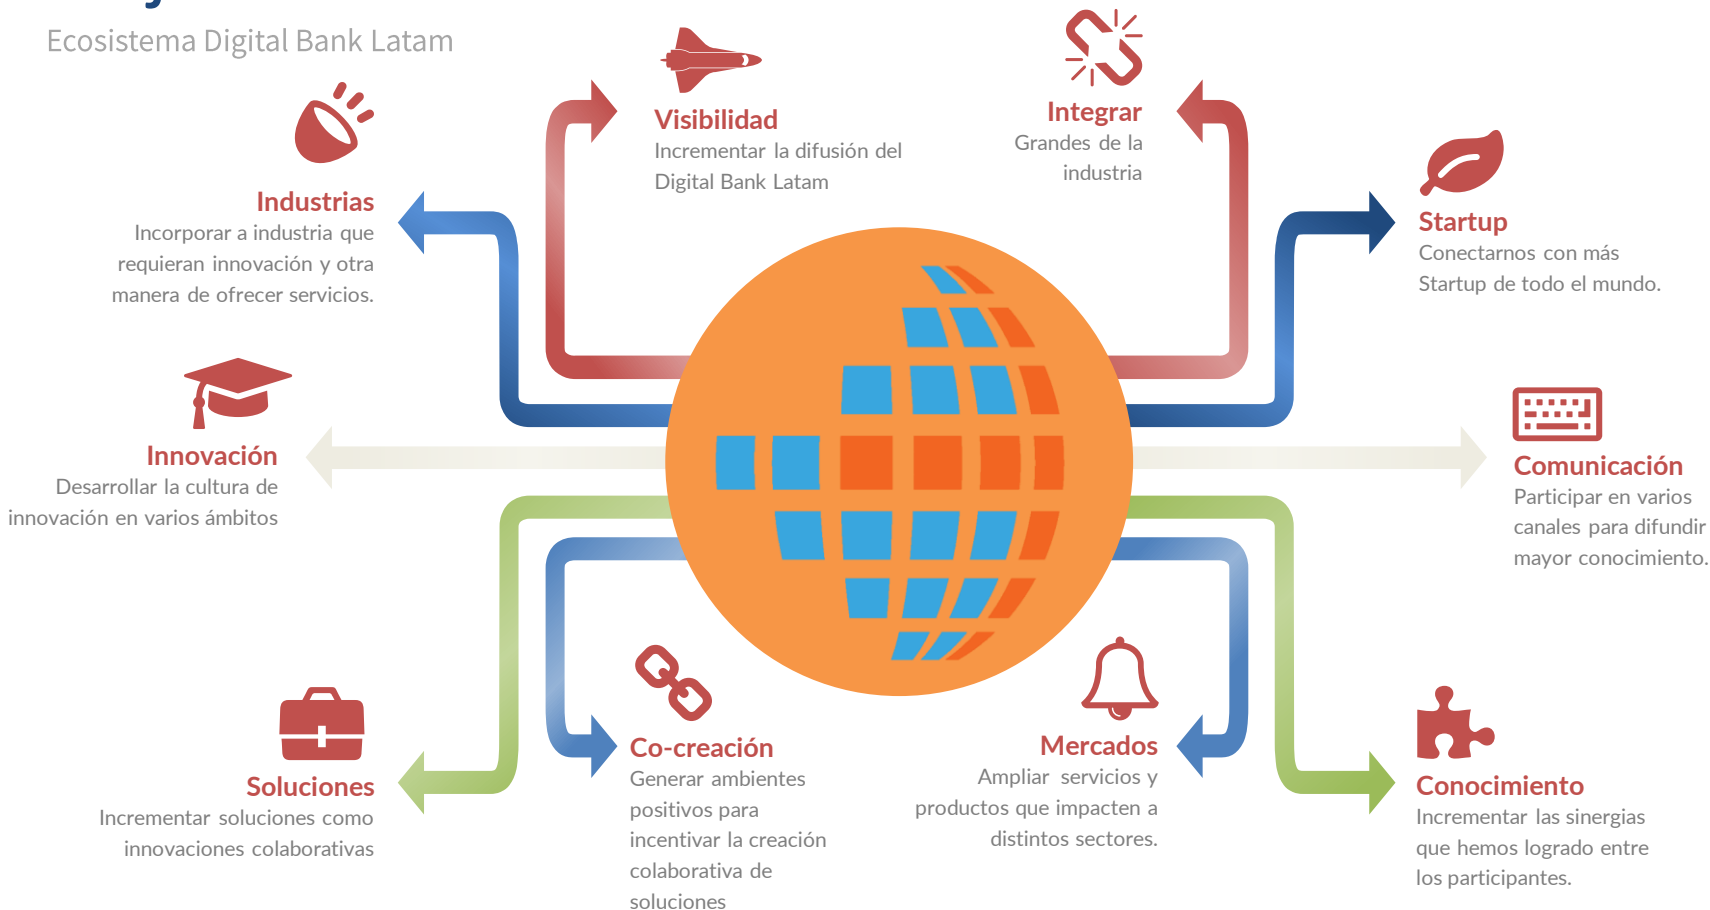 Ecosistema Digital Bank Latam
Visibilidad
Incrementar la difusión del
Digital Bank Latam
Integrar
Grandes de la
industria
Industrias
Incorporar a industria que
requieran innovación y otra
manera de ofrecer servicios.
Startup
Conectarnos con más
Startup de todo el mundo.
Innovación
Desarrollar la cultura de
innovación en varios ámbitos
Comunicación
Participar en varios
canales para difundir
mayor conocimiento.
Soluciones
Incrementar soluciones como
innovaciones colaborativas
Co-creación
Generar ambientes
positivos para
incentivar la creación
colaborativa de
soluciones
Mercados
Ampliar servicios y
productos que impacten a
distintos sectores.
Conocimiento
Incrementar las sinergias
que hemos logrado entre
los participantes.